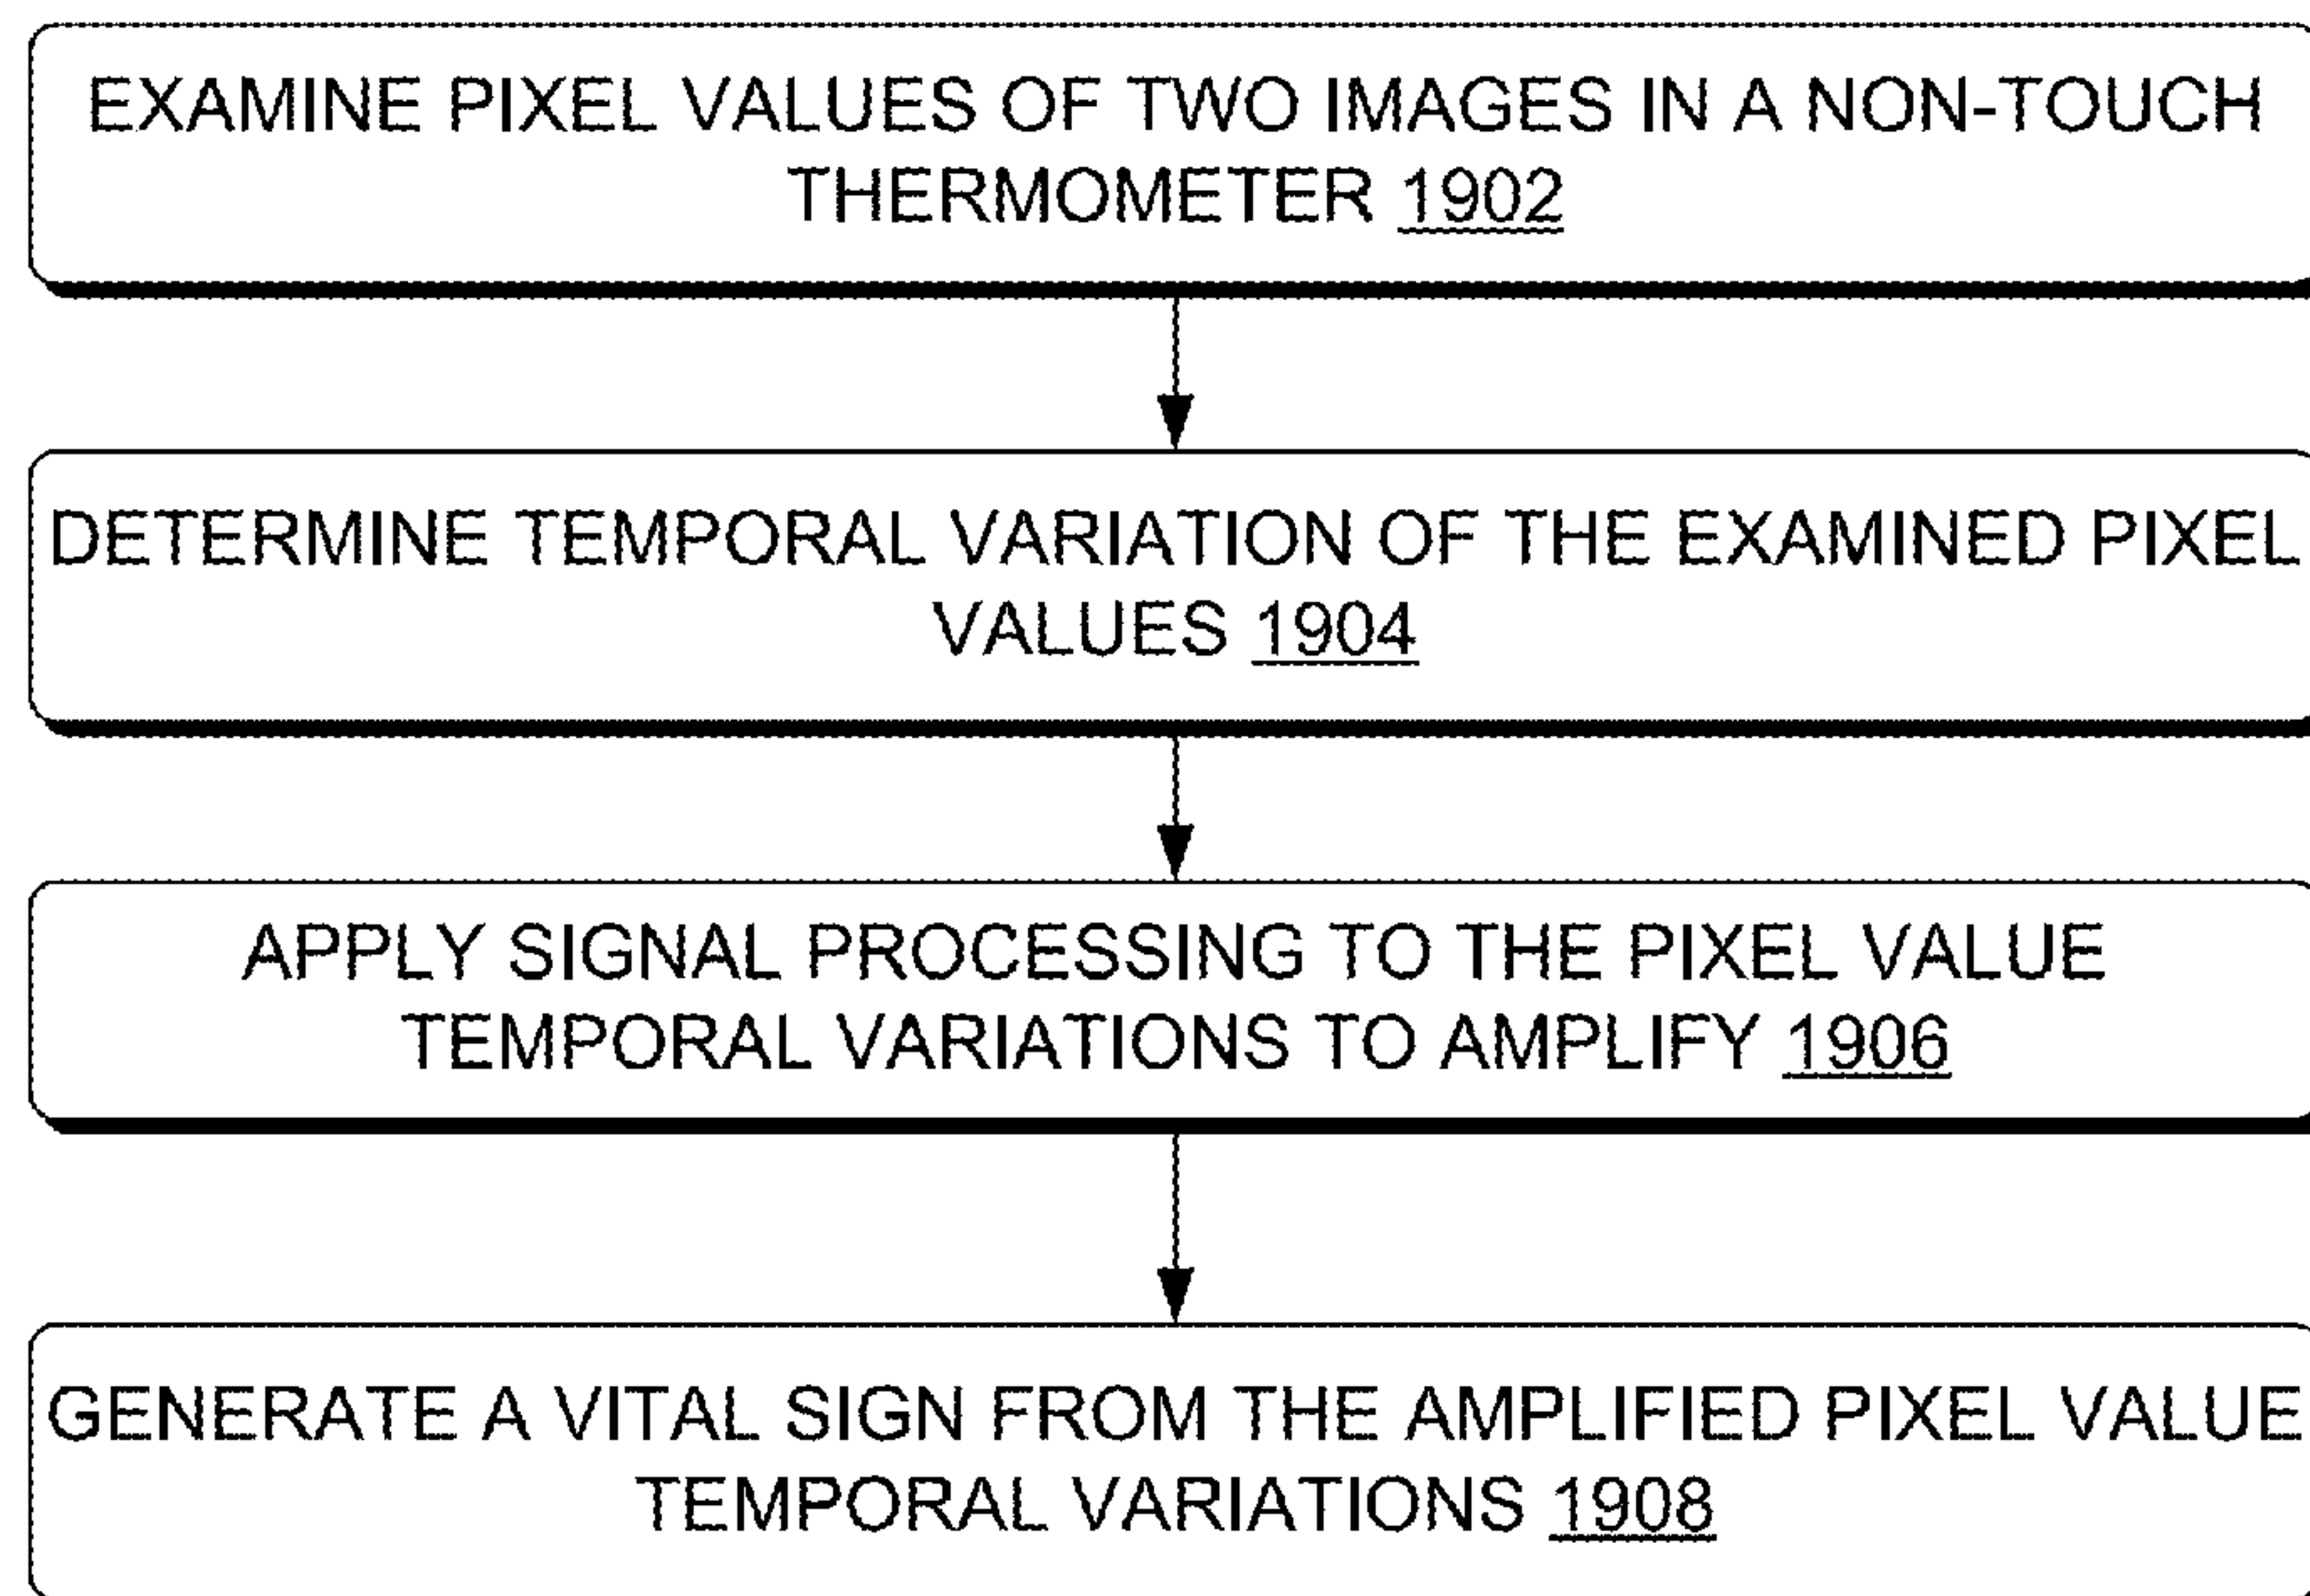 EXAMINE PIXEL VALUES OF TWO IMAGES IN A NON-TOUCH
THERMOMETER 1902
DETERMINE TEMPORAL VARIATION OF THE EXAMINED PIXEL
VALUES 1904
APPLY SIGNAL PROCESSING TO THE PIXEL VALUE
TEMPORAL VARIATIONS TO AMPLIFY 1906
GENERATE A VITAL SIGN FROM THE AMPLIFIED PIXEL VALUE
TEMPORAL VARIATIONS 1908